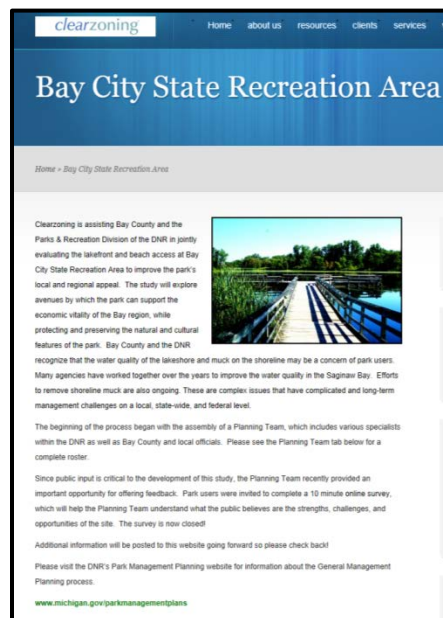 clearzoning
Home about us resources clients services
Bay City State Recreation Area
Home » Bay City State Recreation Area
Clearzoning is assisting Bay County and the
Parks & Recreation Division of the DNR in jointly
evaluating the lakefront and beach access at Bay
City State Recreation Area to improve the park's
local and regional appeal. The study will explore
avenues by which the park can support the
economic vitality of the Bay region, while
protecting and preserving the natural and cultural
features of the park. Bay County and the DNR
recognize that the water quality of the lakeshore and muck on the shoreline may be a concern of park users.
Many agencies have worked together over the years to improve the water quality in the Saginaw Bay. Efforts
to remove shoreline muck are also ongoing. These are complex issues that have complicated and long-term
management challenges on a local, state-wide, and federal level.
The beginning of the process began with the assembly of a Planning Team, which includes various specialists
within the DNR as well as Bay County and local officials. Please see the Planning Team tab below for a
complete roster.
Since public input is critical to the development of this study, the Planning Team recently provided an
important opportunity for offering feedback. Park users were invited to complete a 10 minute online survey,
which will help the Planning Team understand what the public believes are the strengths, challenges, and
opportunities of the site. The survey is now closed!
Additional information will be posted to this website going forward so please check back!
Please visit the DNR's Park Management Planning website for information about the General Management
Planning process.
www.michigan.gov/parkmanagementplans